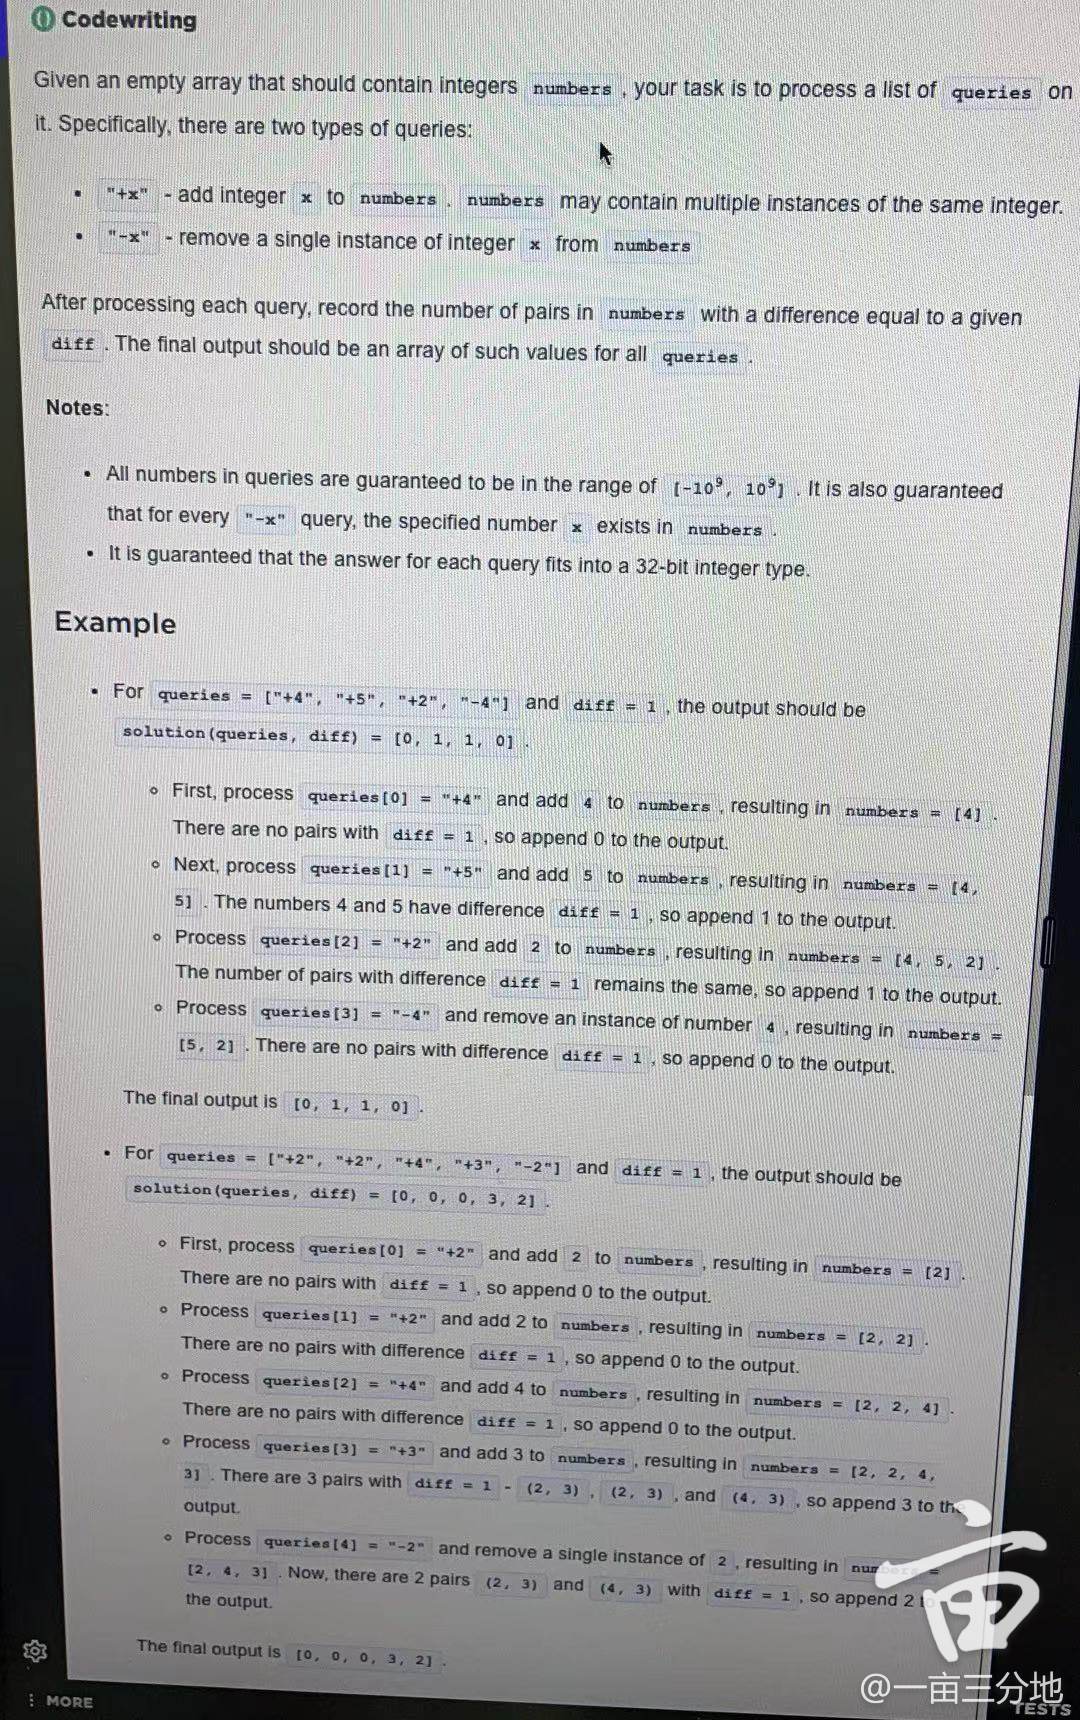 Codewriting
Given an empty array that should contain integers numbers , your task is to process a list of queries on
it. Specifically, there are two types of queries:
• "+x" - add integer x to numbers . numbers may contain multiple instances of the same integer.
• "-x" - remove a single instance of integer x from numbers
After processing each query, record the number of pairs in numbers with a difference equal to a given
diff . The final output should be an array of such values for all queries .
Notes:
• All numbers in queries are guaranteed to be in the range of [-10⁹, 10⁹] . It is also guaranteed
that for every "-x" query, the specified number x exists in numbers .
• It is guaranteed that the answer for each query fits into a 32-bit integer type.
Example
• For queries = ["+4", "+5", "+2", "-4"] and diff = 1 , the output should be
solution(queries, diff) = [0, 1, 1, 0] .
◦ First, process queries[0] = "+4" and add 4 to numbers , resulting in numbers = [4] .
There are no pairs with diff = 1 , so append 0 to the output.
◦ Next, process queries[1] = "+5" and add 5 to numbers , resulting in numbers = [4,
5] . The numbers 4 and 5 have difference diff = 1 , so append 1 to the output.
◦ Process queries[2] = "+2" and add 2 to numbers , resulting in numbers = [4, 5, 2] .
The number of pairs with difference diff = 1 remains the same, so append 1 to the output.
◦ Process queries[3] = "-4" and remove an instance of number 4 , resulting in numbers =
[5, 2] . There are no pairs with difference diff = 1 , so append 0 to the output.
The final output is [0, 1, 1, 0] .
• For queries = ["+2", "+2", "+4", "+3", "-2"] and diff = 1 , the output should be
solution(queries, diff) = [0, 0, 0, 3, 2] .
◦ First, process queries[0] = "+2" and add 2 to numbers , resulting in numbers = [2] .
There are no pairs with diff = 1 , so append 0 to the output.
◦ Process queries[1] = "+2" and add 2 to numbers , resulting in numbers = [2, 2] .
There are no pairs with difference diff = 1 , so append 0 to the output.
◦ Process queries[2] = "+4" and add 4 to numbers , resulting in numbers = [2, 2, 4] .
There are no pairs with difference diff = 1 , so append 0 to the output.
◦ Process queries[3] = "+3" and add 3 to numbers , resulting in numbers = [2, 2, 4,
3] . There are 3 pairs with diff = 1 - (2, 3) , (2, 3) , and (4, 3) , so append 3 to the
output.
◦ Process queries[4] = "-2" and remove a single instance of 2 , resulting in numbers =
[2, 4, 3] . Now, there are 2 pairs (2, 3) and (4, 3) with diff = 1 , so append 2 to
the output.
The final output is [0, 0, 0, 3, 2] .
MORE
@一亩三分地
TESTS